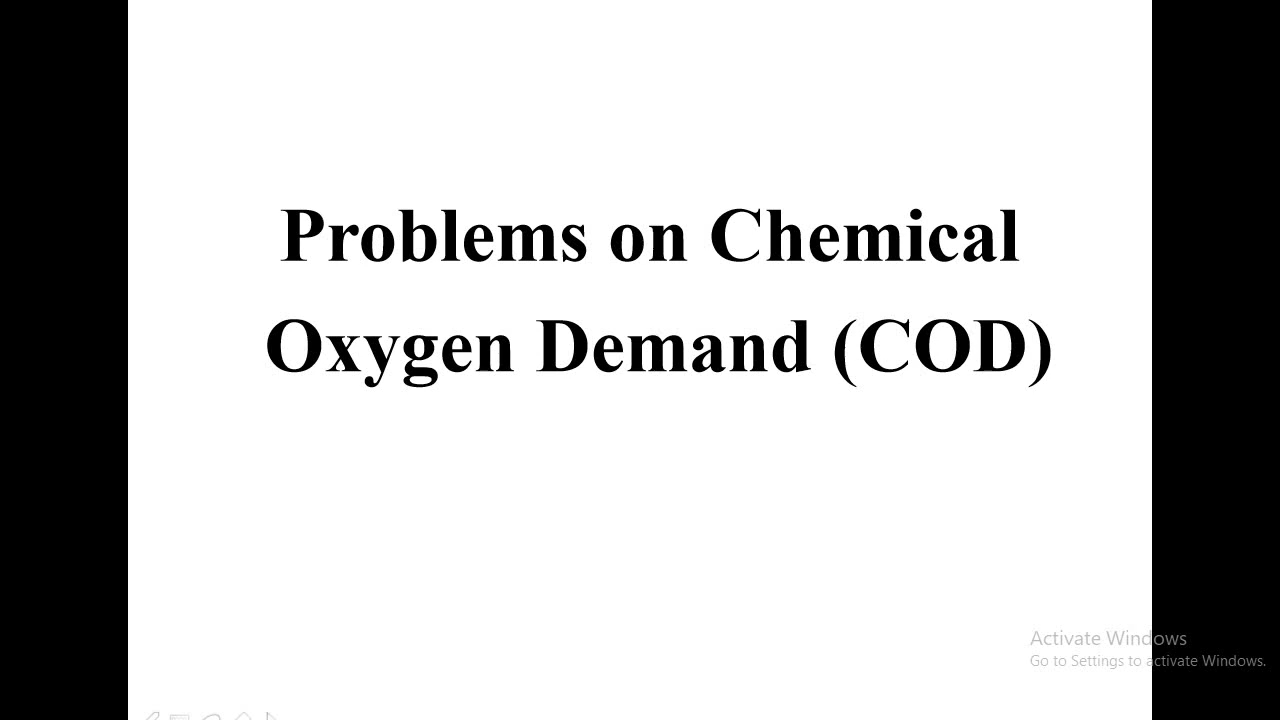 Problems on Chemical
Oxygen Demand (COD)
Activate Windows
Go to Settings to activate Windows.